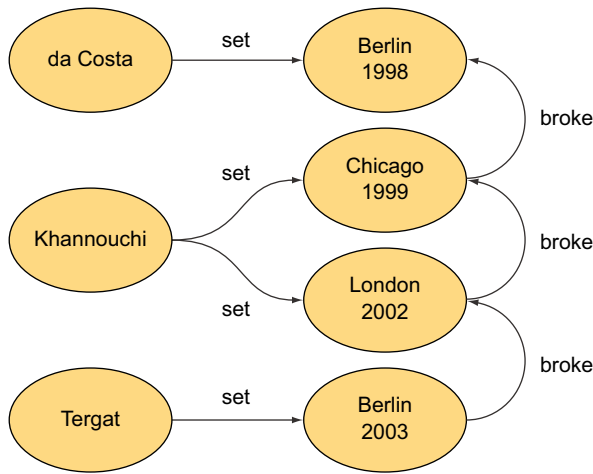 da Costa
set
Berlin
1998
broke
set
Chicago
1999
Khannouchi
broke
set
London
2002
broke
Tergat
set
Berlin
2003